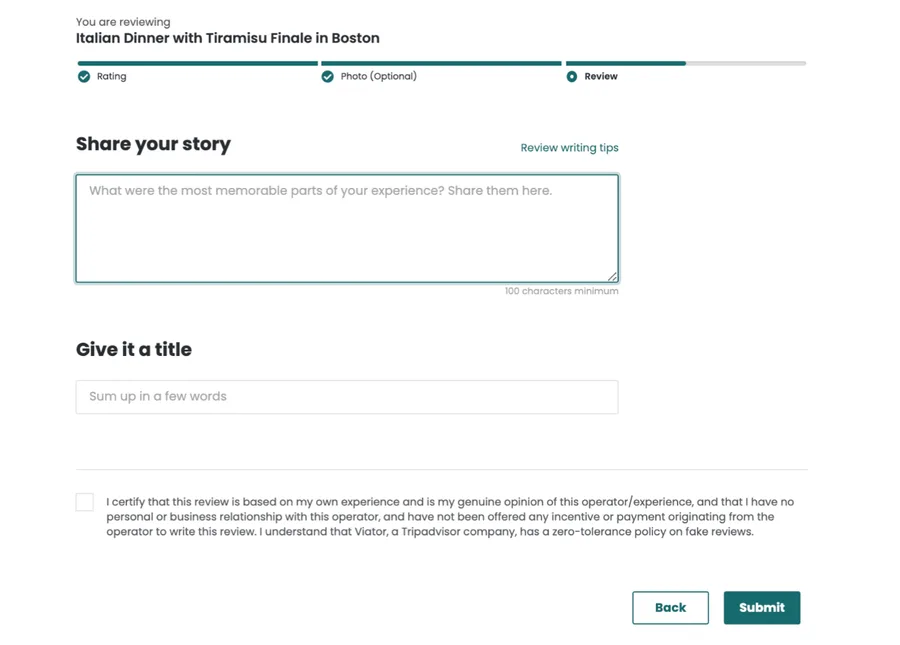 You are reviewing
Italian Dinner with Tiramisu Finale in Boston
Rating
Photo (Optional)
Review
Share your story
Review writing tips
What were the most memorable parts of your experience? Share them here.
100 characters minimum
Give it a title
Sum up in a few words
I certify that this review is based on my own experience and is my genuine opinion of this operator/experience, and that I have no
personal or business relationship with this operator, and have not been offered any incentive or payment originating from the
operator to write this review. I understand that Viator, a Tripadvisor company, has a zero-tolerance policy on fake reviews.
Back
Submit